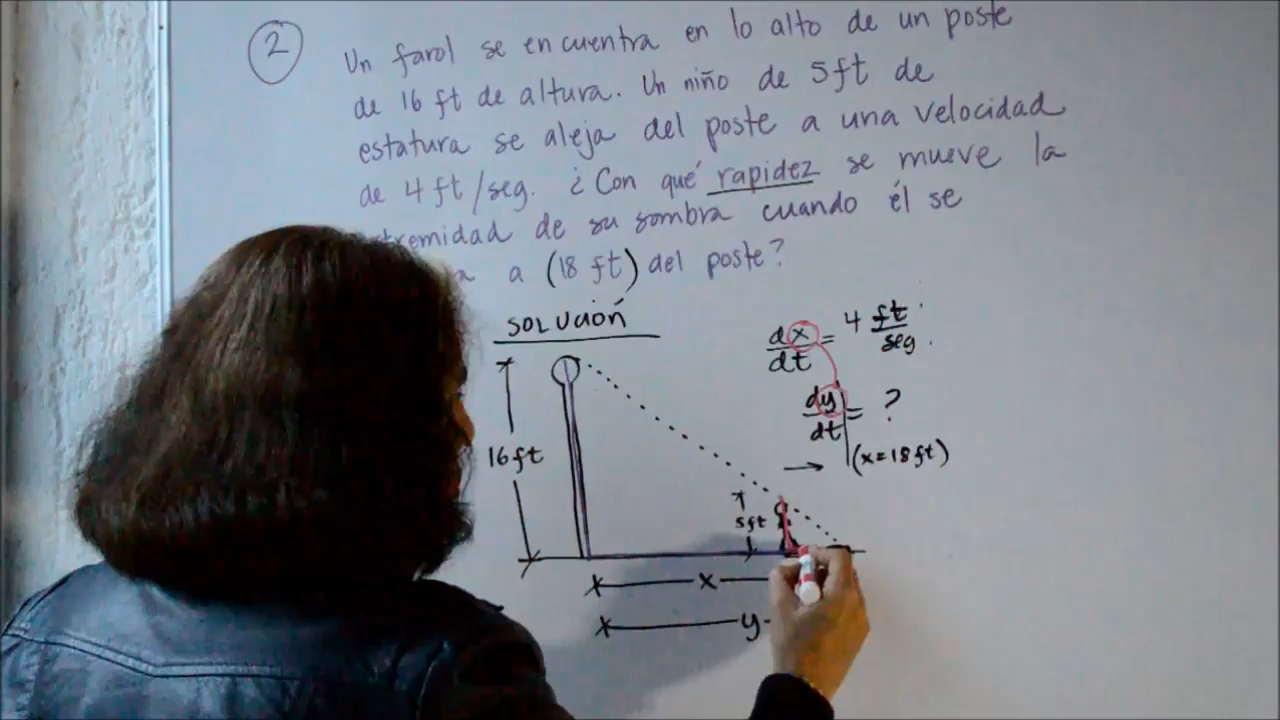 2
Un farol se encuentra en lo alto de un poste
de 16 ft de altura. Un niño de 5ft de
estatura se aleja del poste a una velocidad
de 4 ft/seg. ¿Con qué rapidez se mueve la
tremidad de su sombra cuando él se
a (18 ft) del poste?
SOLUCIÓN
dx/dt = 4 ft/seg.
dy/dt | = ?
(x=18ft)
16ft
5ft
x
y